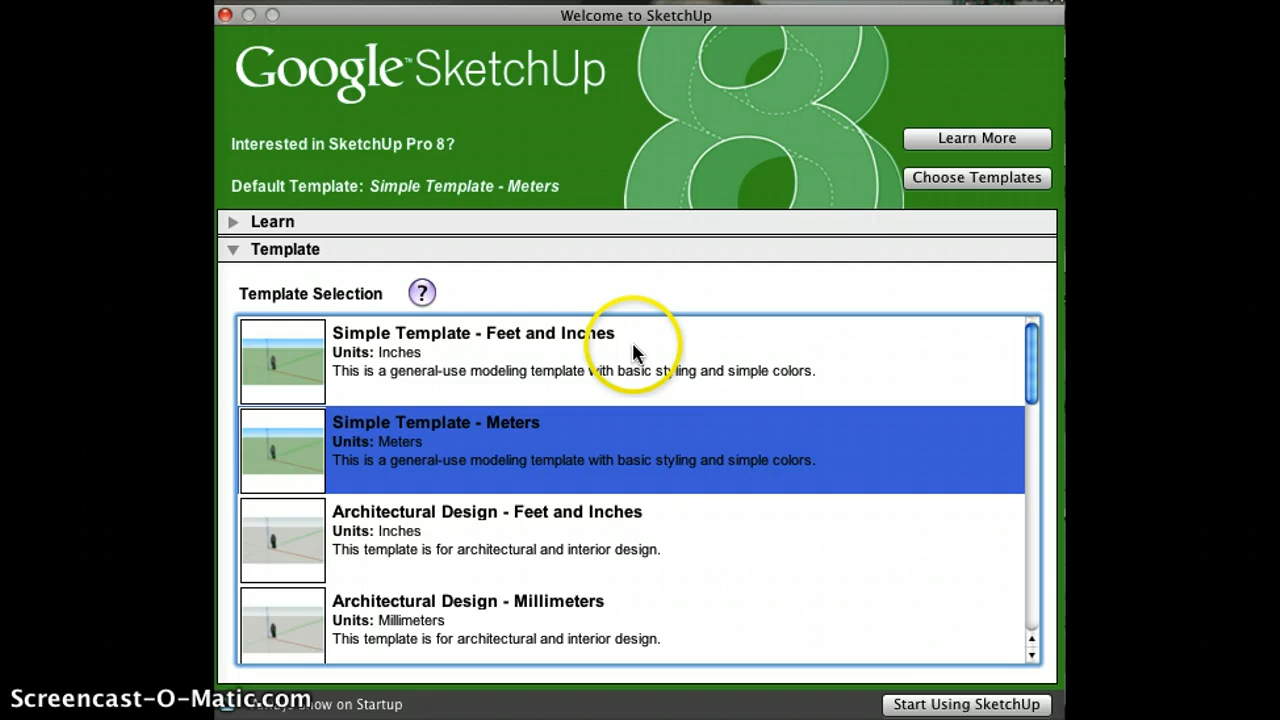 Welcome to SketchUp
Google™ SketchUp
8
Interested in SketchUp Pro 8?
Learn More
Default Template: Simple Template - Meters
Choose Templates
Learn
Template
Template Selection ?
Simple Template - Feet and Inches
Units: Inches
This is a general-use modeling template with basic styling and simple colors.
Simple Template - Meters
Units: Meters
This is a general-use modeling template with basic styling and simple colors.
Architectural Design - Feet and Inches
Units: Inches
This template is for architectural and interior design.
Architectural Design - Millimeters
Units: Millimeters
This template is for architectural and interior design.
Screencast-O-Matic.com
Show on Startup
Start Using SketchUp